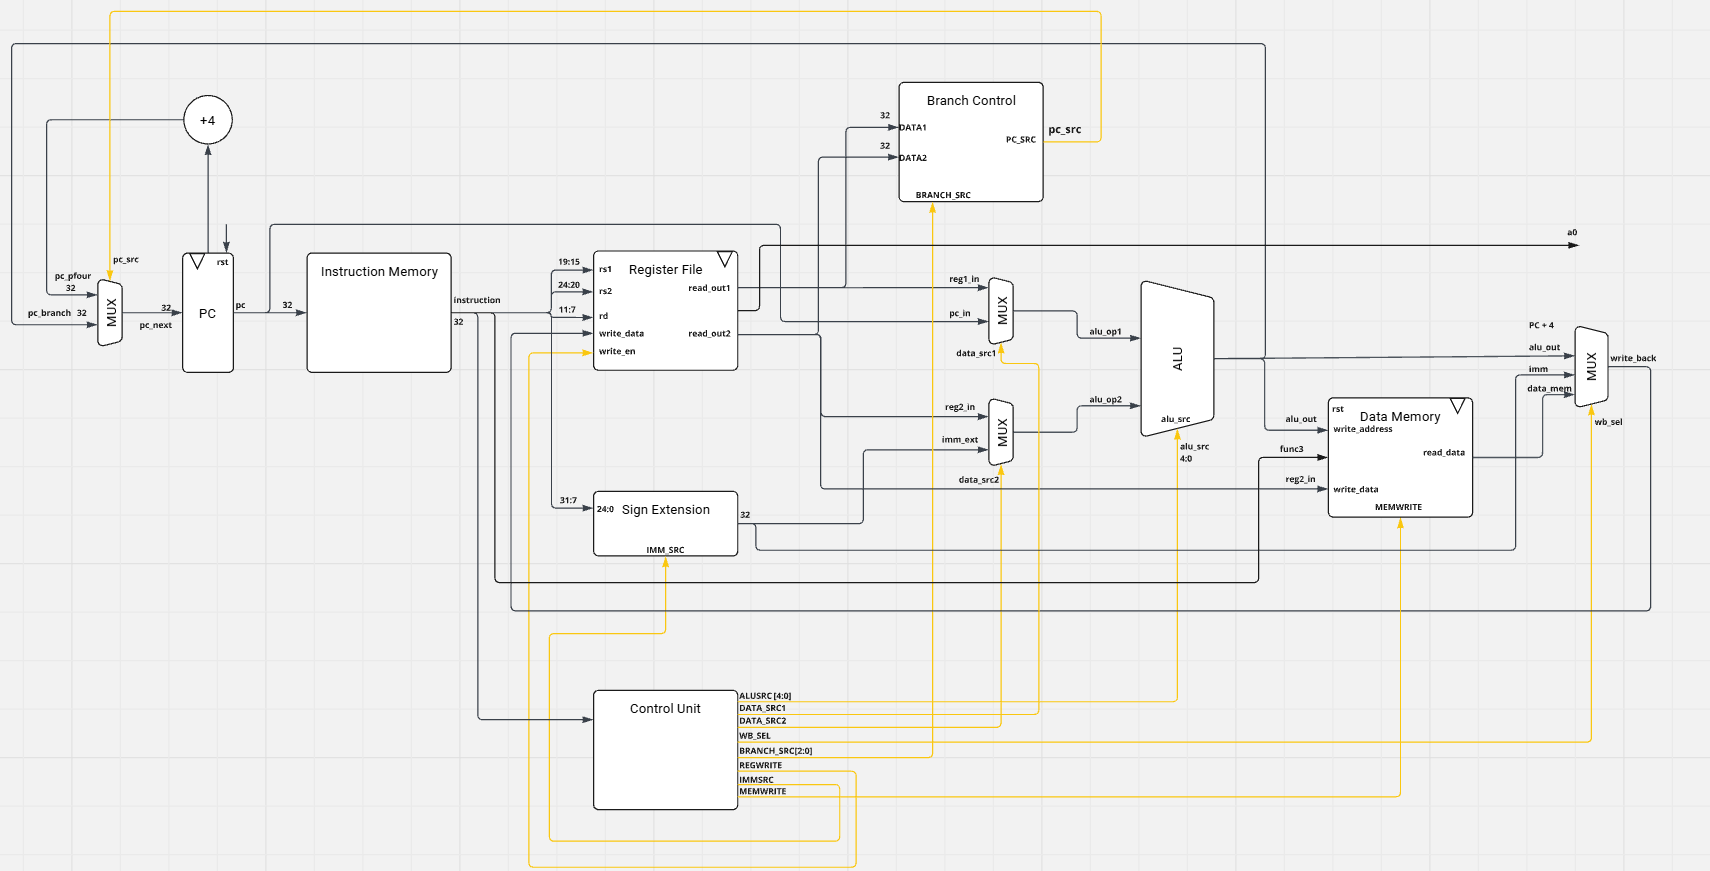 Branch Control
32
DATA1
32
DATA2
PC_SRC
pc_src
BRANCH_SRC
+4
a0
pc_src
rst
pc_pfour
32
pc_branch 32
MUX
32
pc_next
PC
pc
32
Instruction Memory
instruction
32
19:15
24:20
11:7
rs1
rs2
rd
write_data
write_en
Register File
read_out1
read_out2
reg1_in
pc_in
MUX
data_src1
alu_op1
reg2_in
imm_ext
MUX
data_src2
alu_op2
ALU
alu_src
alu_src
4:0
PC + 4
alu_out
imm
data_mem
MUX
write_back
wb_sel
alu_out
func3
reg2_in
rst
Data Memory
write_address
read_data
write_data
MEMWRITE
31:7
24:0
Sign Extension
32
IMM_SRC
Control Unit
ALUSRC [4:0]
DATA_SRC1
DATA_SRC2
WB_SEL
BRANCH_SRC[2:0]
REGWRITE
IMMSRC
MEMWRITE